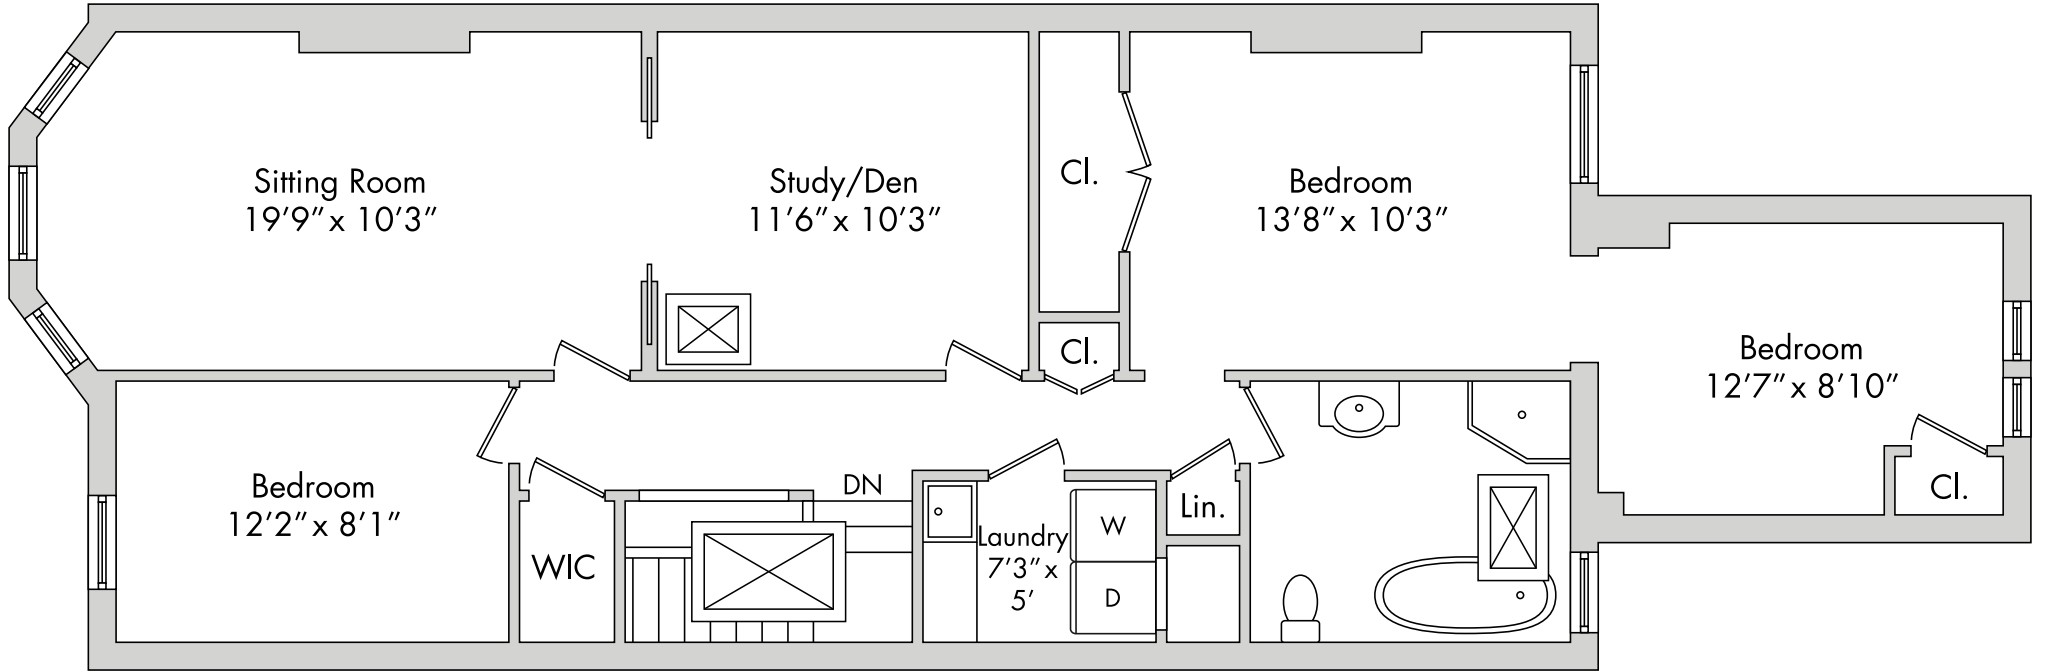 Sitting Room
19’9” x 10’3”
Study/Den
11’6” x 10’3”
Cl.
Cl.
Bedroom
13’8” x 10’3”
Bedroom
12’7” x 8’10”
Cl.
Bedroom
12’2” x 8’1”
WIC
DN
Laundry
7’3” x
5’
W
D
Lin.